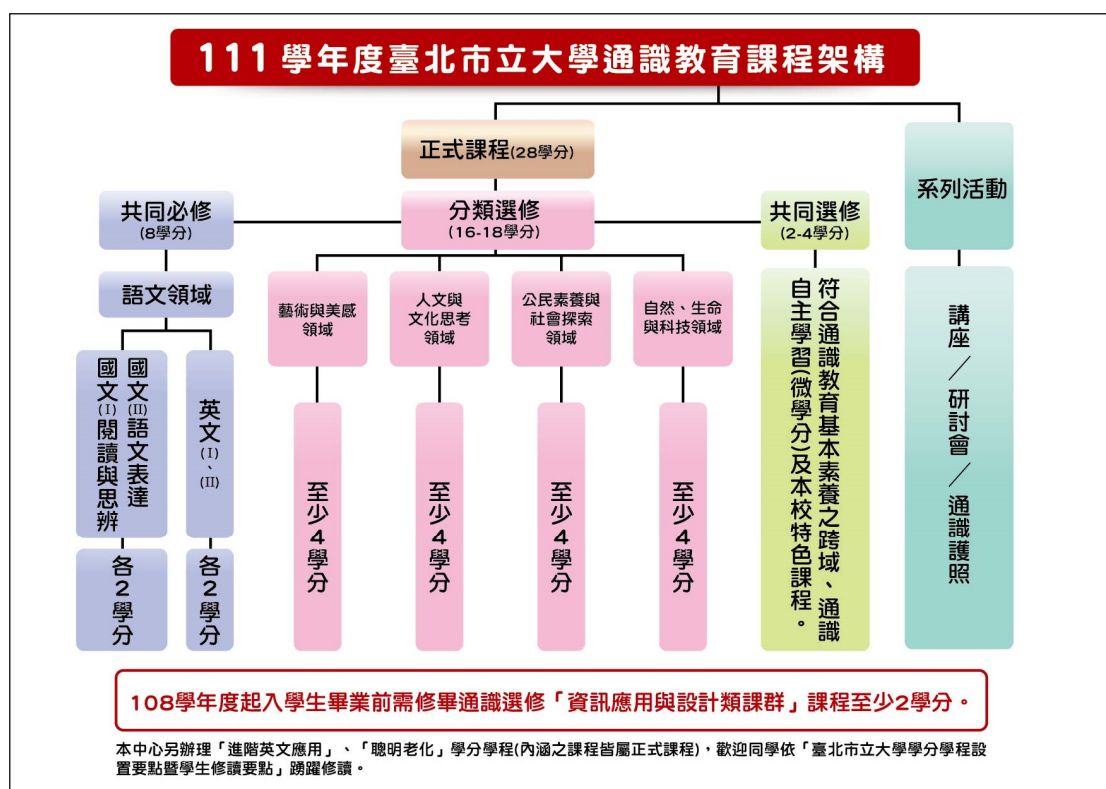 111學年度臺北市立大學通識教育課程架構
正式課程(28學分)
系列活動
共同必修
(8學分)
分類選修
(16-18學分)
共同選修
(2-4學分)
語文領域
藝術與美感
領域
人文與
文化思考
領域
公民素養與
社會探索
領域
自然、生命
與科技領域
國文(II)語文表達
國文(I)閱讀與思辨
英文(I)、(II)
各2學分
各2學分
至少4學分
至少4學分
至少4學分
至少4學分
符合通識教育基本素養之跨域、通識
自主學習(微學分)及本校特色課程。
講座／研討會／通識護照
108學年度起入學生畢業前需修畢通識選修「資訊應用與設計類課群」課程至少2學分。
本中心另辦理「進階英文應用」、「聰明老化」學分學程(內涵之課程皆屬正式課程)，歡迎同學依「臺北市立大學學分學程設
置要點暨學生修讀要點」踴躍修讀。